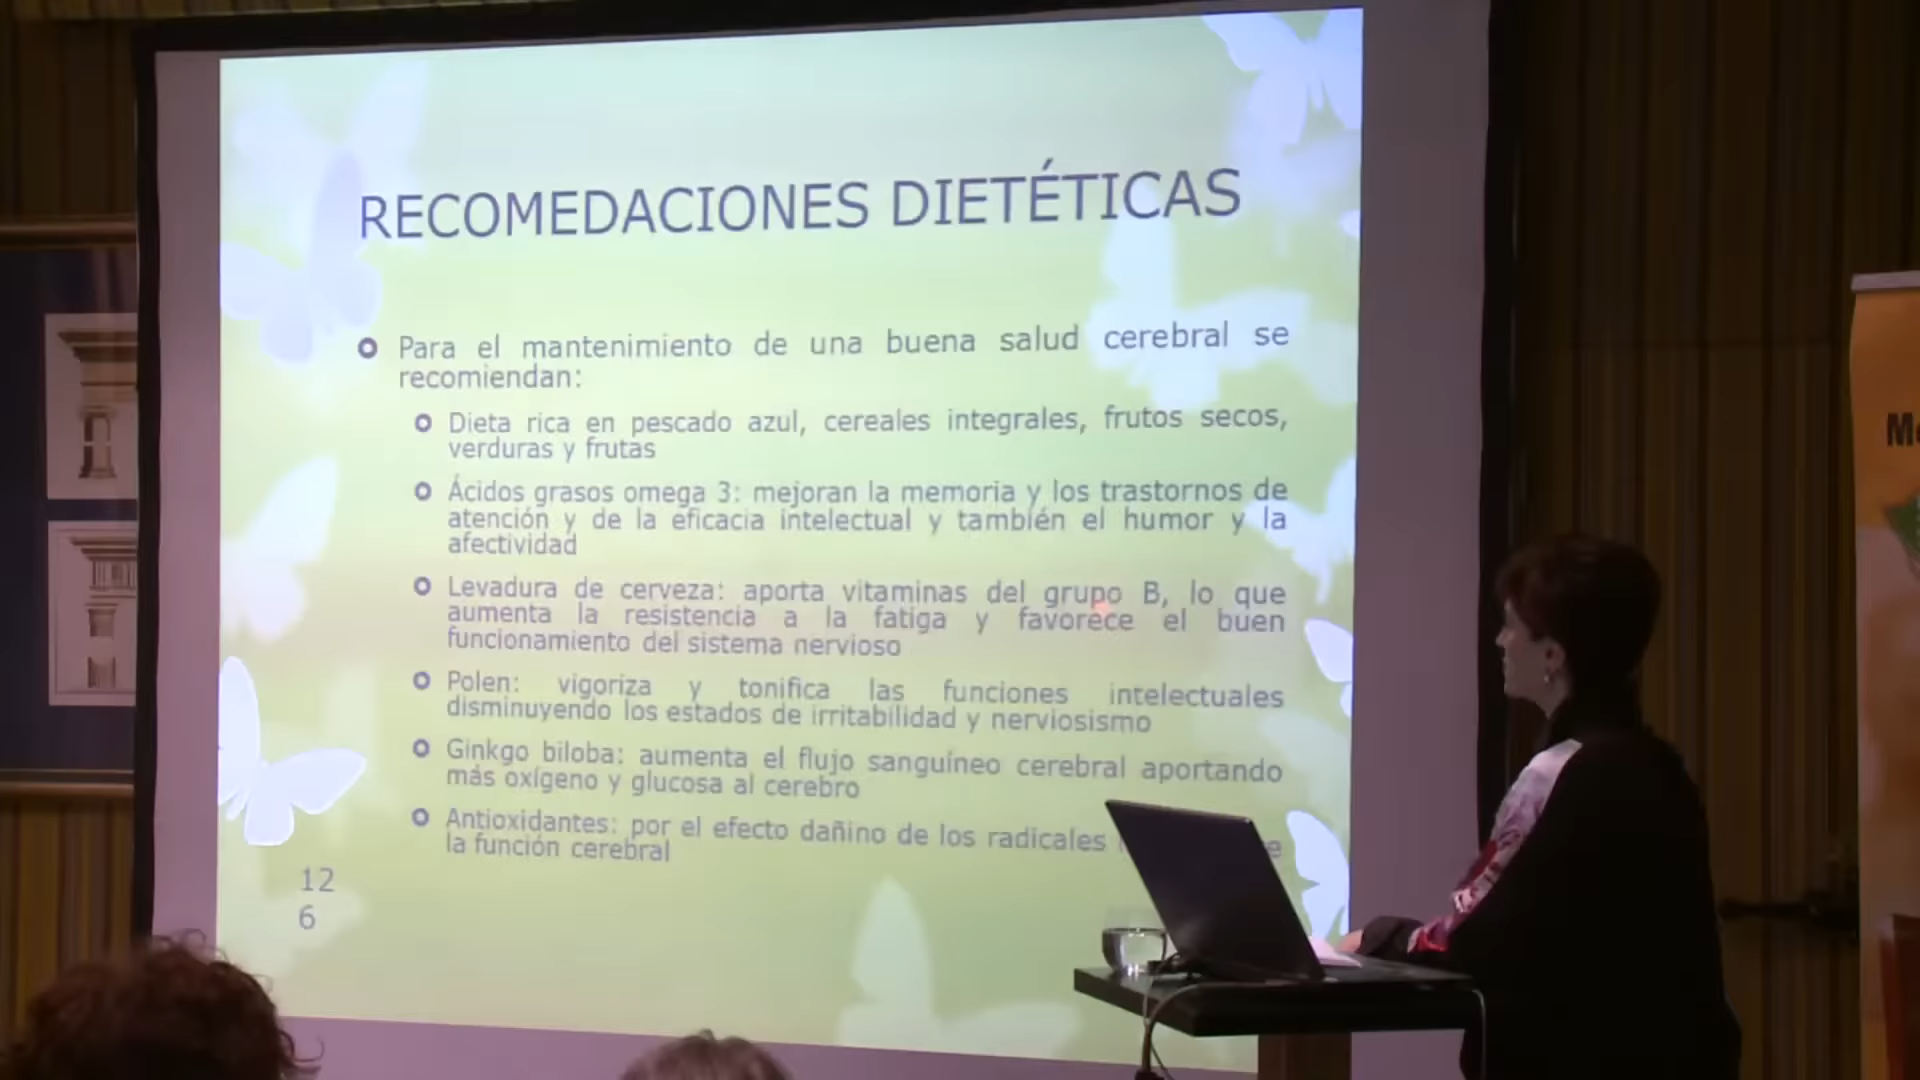 RECOMEDACIONES DIETÉTICAS
Para el mantenimiento de una buena salud cerebral se
recomiendan:
Dieta rica en pescado azul, cereales integrales, frutos secos,
verduras y frutas
Ácidos grasos omega 3: mejoran la memoria y los trastornos de
atención y de la eficacia intelectual y también el humor y la
afectividad
Levadura de cerveza: aporta vitaminas del grupo B, lo que
aumenta la resistencia a la fatiga y favorece el buen
funcionamiento del sistema nervioso
Polen: vigoriza y tonifica las funciones intelectuales
disminuyendo los estados de irritabilidad y nerviosismo
Ginkgo biloba: aumenta el flujo sanguíneo cerebral aportando
más oxígeno y glucosa al cerebro
Antioxidantes: por el efecto dañino de los radicales
la función cerebral
12
6